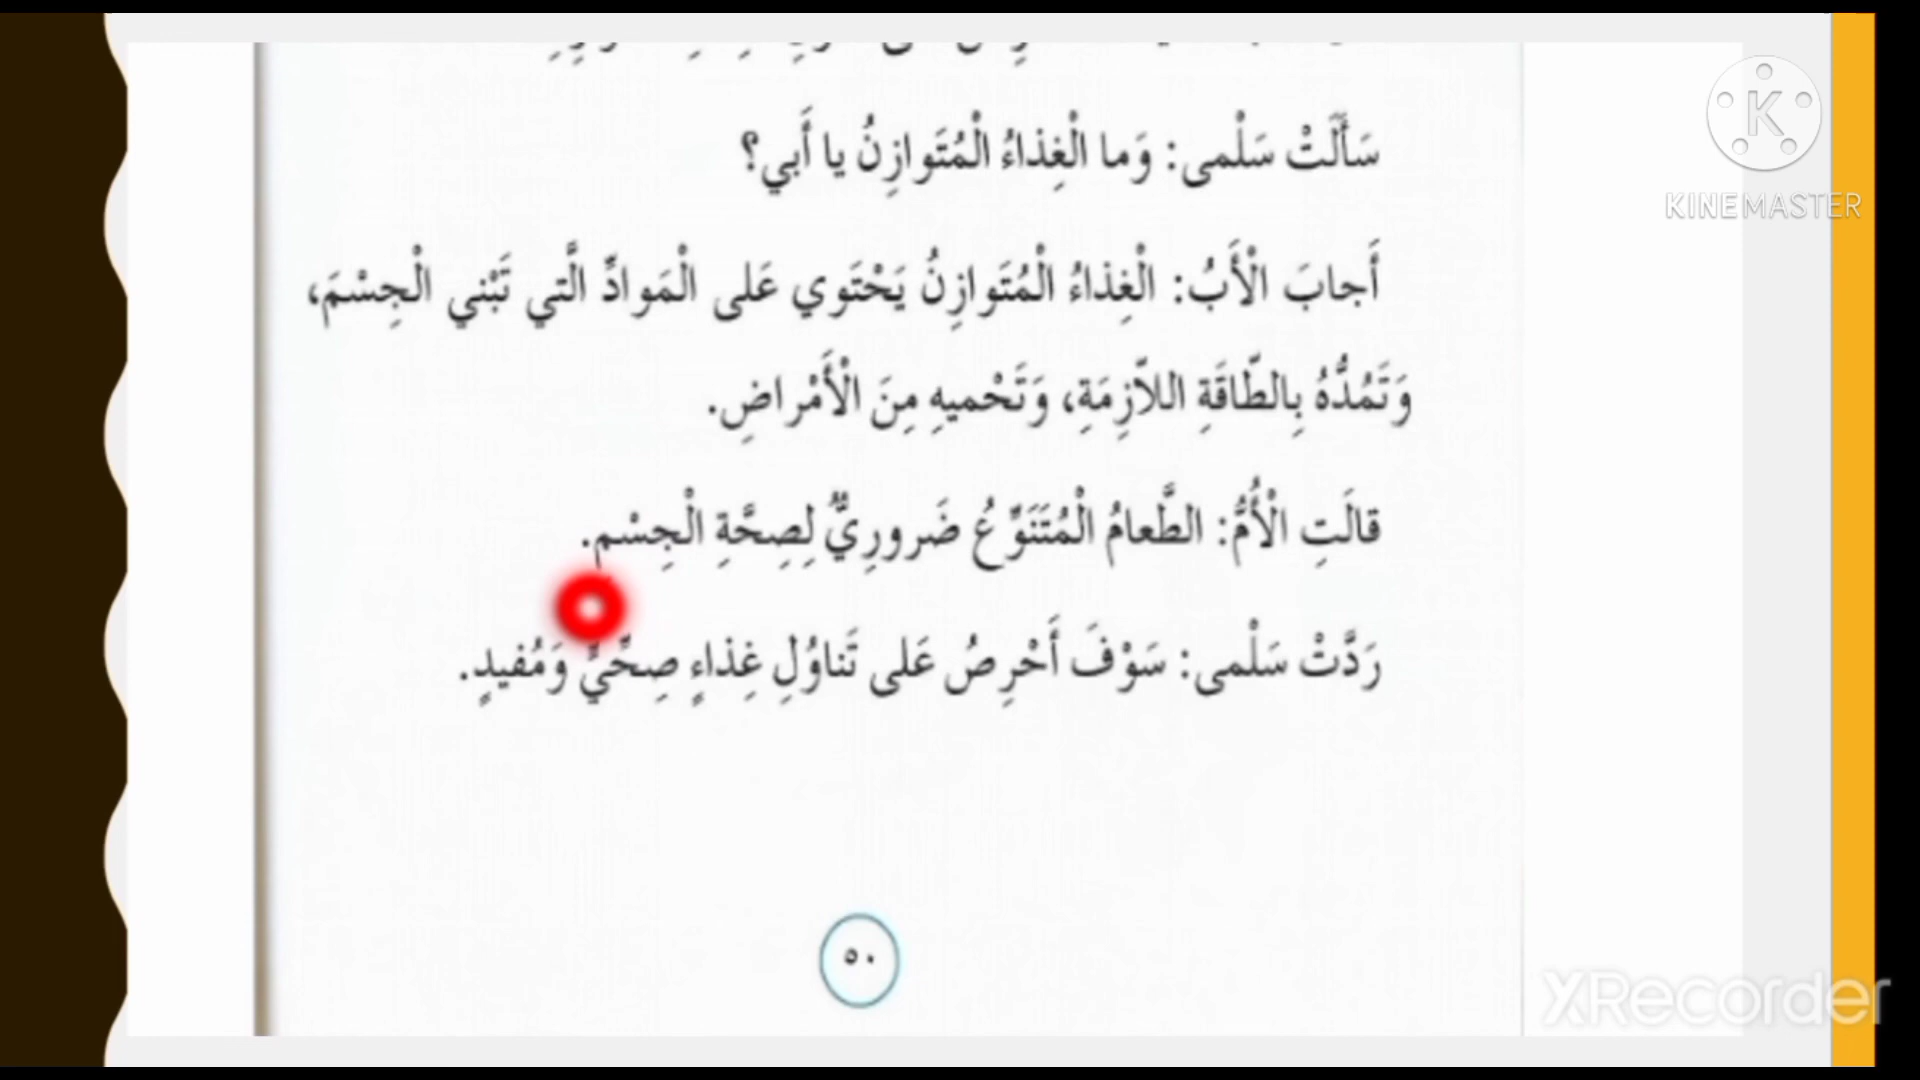 سَأَلَتْ سَلْمى: وَما الْغِذاءُ الْمُتَوازِنُ يا أَبي؟
أَجابَ الْأَبُ: الْغِذاءُ الْمُتَوازِنُ يَحْتَوي عَلى الْمَوادِّ الَّتي تَبْني الْجِسْمَ،
وَتَمُدُّهُ بِالطّاقَةِ اللّازِمَةِ، وَتَحْميهِ مِنَ الْأَمْراضِ.
قالَتِ الْأُمُّ: الطَّعامُ الْمُتَنَوِّعُ ضَرورِيٌّ لِصِحَّةِ الْجِسْمِ.
رَدَّتْ سَلْمى: سَوْفَ أَحْرِصُ عَلى تَناوُلِ غِذاءٍ صِحِّيٍّ وَمُفيدٍ.
٥٠
K
KINEMASTER
XRecorder